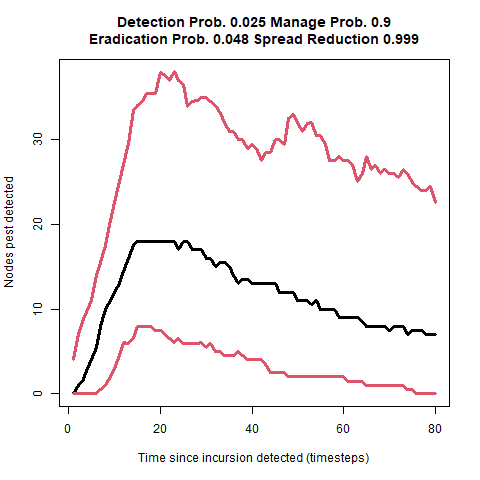 Detection Prob. 0.025 Manage Prob. 0.9
Eradication Prob. 0.048 Spread Reduction 0.999
Nodes pest detected
30
20
10
0
0
20
40
60
80
Time since incursion detected (timesteps)